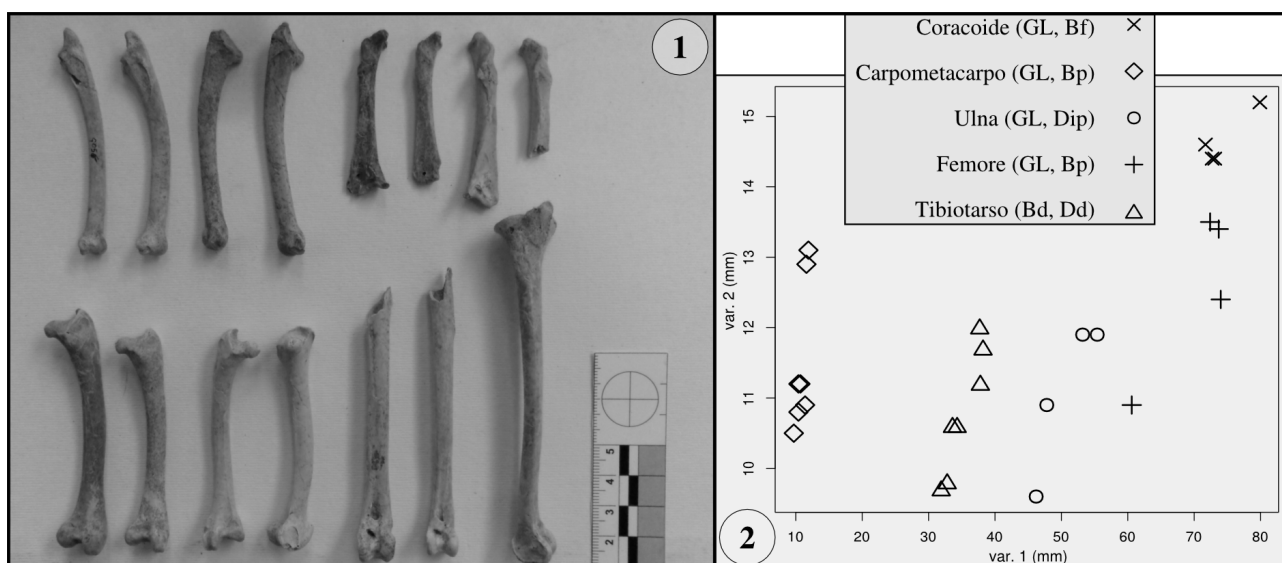 1
5
4
3
2
Coracoide (GL, Bf)
Carpometacarpo (GL, Bp)
Ulna (GL, Dip)
Femore (GL, Bp)
Tibiotarso (Bd, Dd)
var. 2 (mm)
15
14
13
12
11
10
10 20 30 40 50 60 70 80
var. 1 (mm)
2